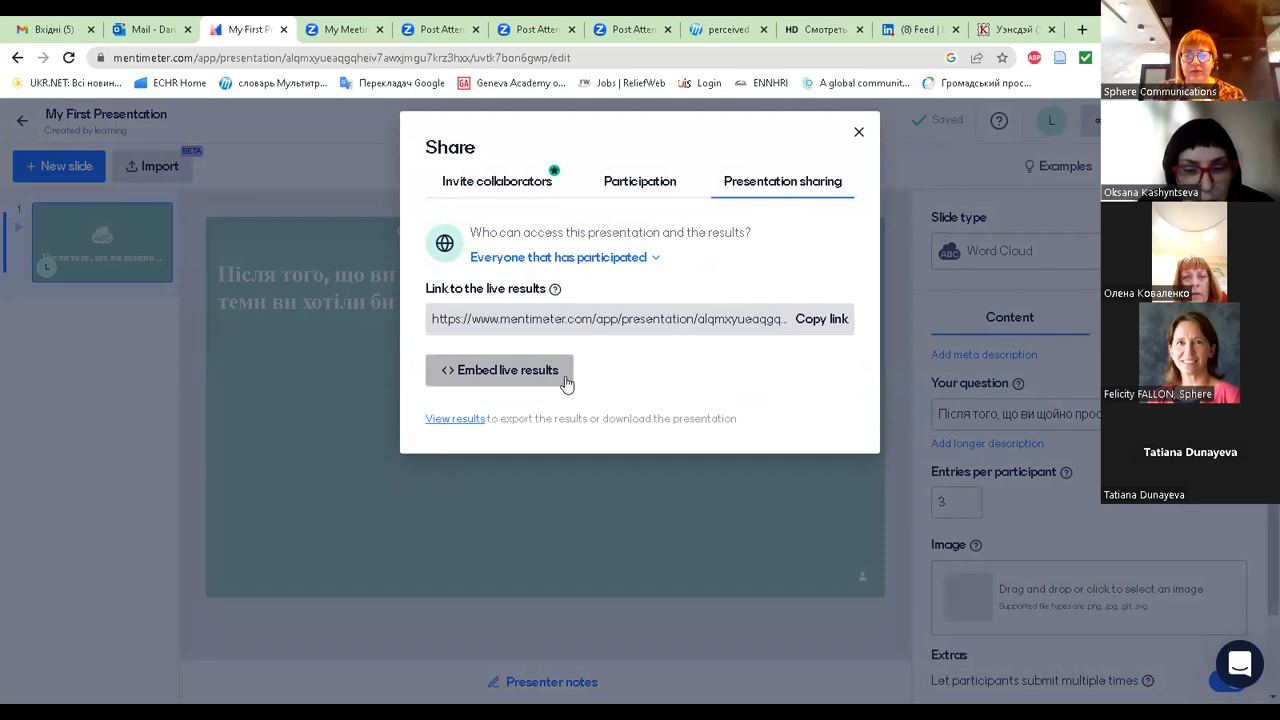 Вхідні (5)
Mail - Dan
My First P
My Meeti
Post Atten
Post Atten
Post Atten
perceived
HD Смотреть
(8) Feed | L
Уэнсдэй (
mentimeter.com/app/presentation/
/edit
UKR.NET: Всі новин...
ECHR Home
словарь Мультитр...
Перекладач Google
Geneva Academy o...
Jobs | ReliefWeb
Login
ENNHRI
A global communit...
Громадський прос...
My First Presentation
Created by learning
Saved
L
+ New slide
Import
BETA
Examples
Share
Invite collaborators
Participation
Presentation sharing
Who can access this presentation and the results?
Everyone that has participated
Link to the live results
https://www.mentimeter.com/app/presentation/alqmxyueaqgq...
Copy link
<> Embed live results
View results to export the results or download the presentation
1
ABC
Після того, що ви щойно...
L
Після того, що ви
теми ви хотіли би
Presenter notes
Slide type
ABC
Word Cloud
Content
Add meta description
Your question
Після того, що ви щойно прос
Add longer description
Entries per participant
3
Image
Drag and drop or click to select an image
Supported file types are .png, .jpg, .gif, .svg
Extras
Let participants submit multiple times
Sphere Communications
Oksana Kashyntseva
Олена Коваленко
Felicity FALLON, Sphere
Tatiana Dunayeva
Tatiana Dunayeva